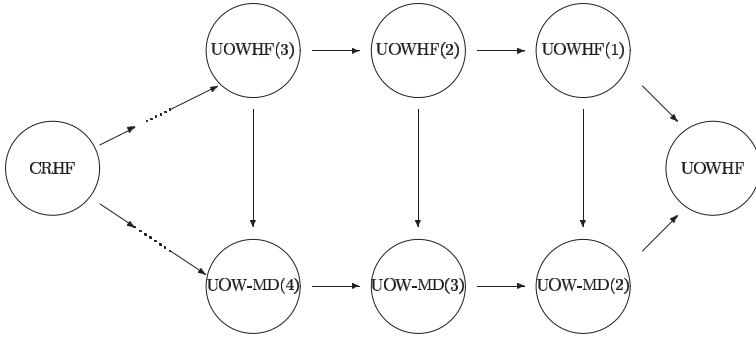 UOWHF(3)
UOWHF(2)
UOWHF(1)
CRHF
UOWHF
UOW-MD(4)
UOW-MD(3)
UOW-MD(2)